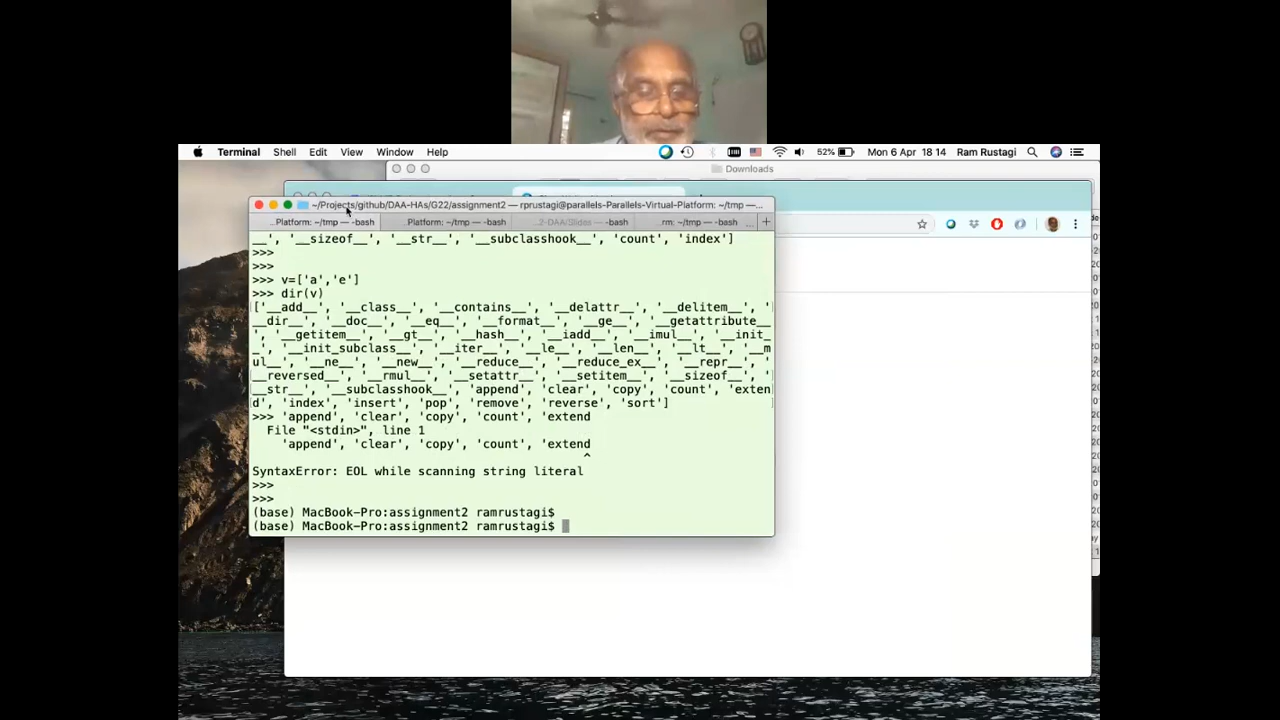 Terminal Shell Edit View Window Help 52% Mon 6 Apr 18 14 Ram Rustagi
Downloads
~/Projects/github/DAA-HAs/G22/assignment2 — rprustagi@parallels-Parallels-Virtual-Platform: ~/tmp —...
...Platform: ~/tmp — -bash ...Platform: ~/tmp — -bash ...2-DAA/Slides — -bash ...rm: ~/tmp — -bash ... +
__', '__sizeof__', '__str__', '__subclasshook__', 'count', 'index']
>>>
>>>
>>> v=['a','e']
>>> dir(v)
['__add__', '__class__', '__contains__', '__delattr__', '__delitem__', '
__dir__', '__doc__', '__eq__', '__format__', '__ge__', '__getattribute__
', '__getitem__', '__gt__', '__hash__', '__iadd__', '__imul__', '__init_
_', '__init_subclass__', '__iter__', '__le__', '__len__', '__lt__', '__m
ul__', '__ne__', '__new__', '__reduce__', '__reduce_ex__', '__repr__', '
__reversed__', '__rmul__', '__setattr__', '__setitem__', '__sizeof__', '
__str__', '__subclasshook__', 'append', 'clear', 'copy', 'count', 'exten
d', 'index', 'insert', 'pop', 'remove', 'reverse', 'sort']
>>> 'append', 'clear', 'copy', 'count', 'extend
File "<stdin>", line 1
'append', 'clear', 'copy', 'count', 'extend
^
SyntaxError: EOL while scanning string literal
>>>
>>>
(base) MacBook-Pro:assignment2 ramrustagi$
(base) MacBook-Pro:assignment2 ramrustagi$